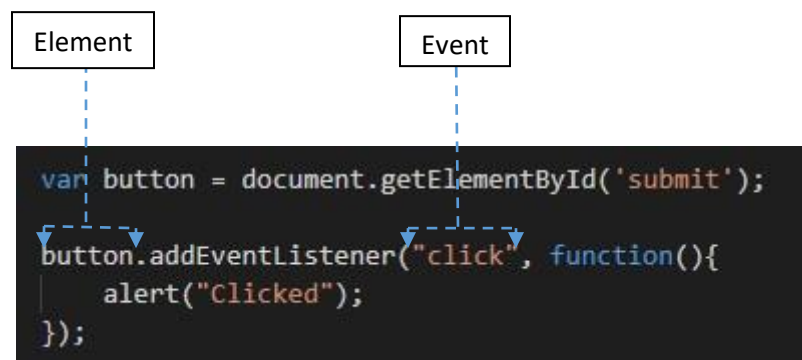 Element
Event
var button = document.getElementById('submit');
button.addEventListener("click", function(){
    alert("Clicked");
});